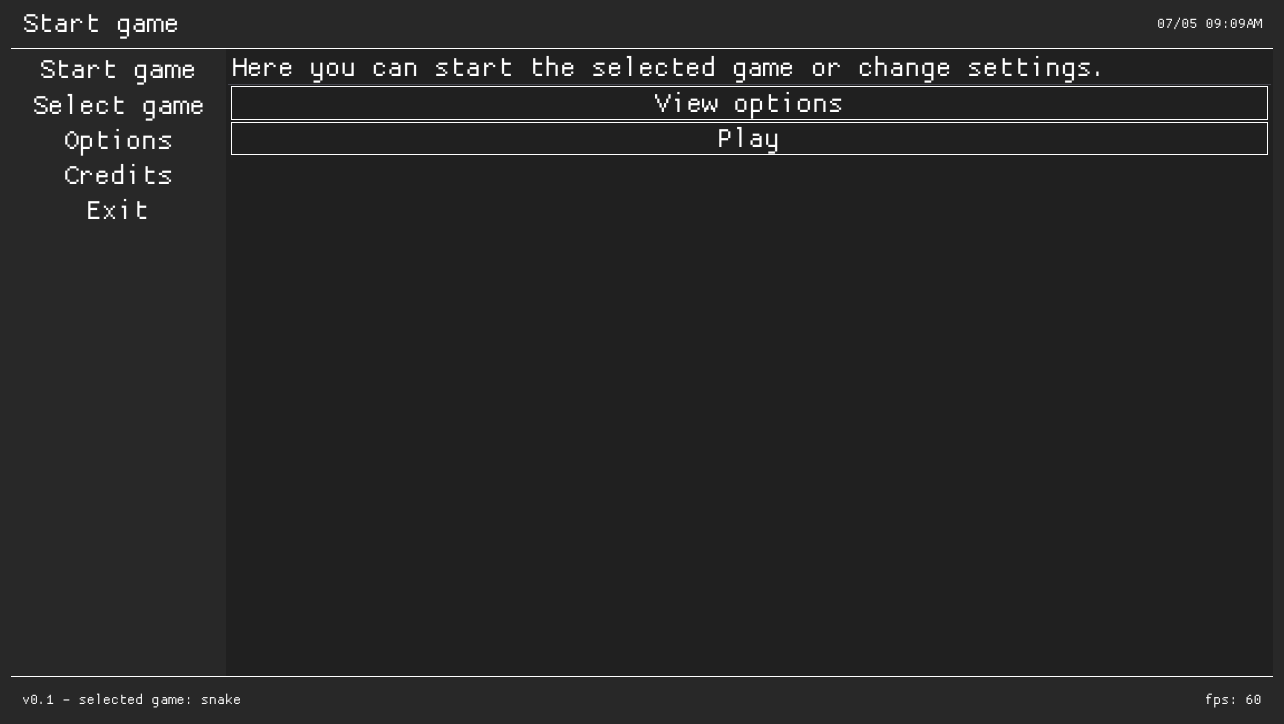 Start game
07/05 09:09AM
Start game
Select game
Options
Credits
Exit
Here you can start the selected game or change settings.
View options
Play
v0.1 - selected game: snake
fps: 60